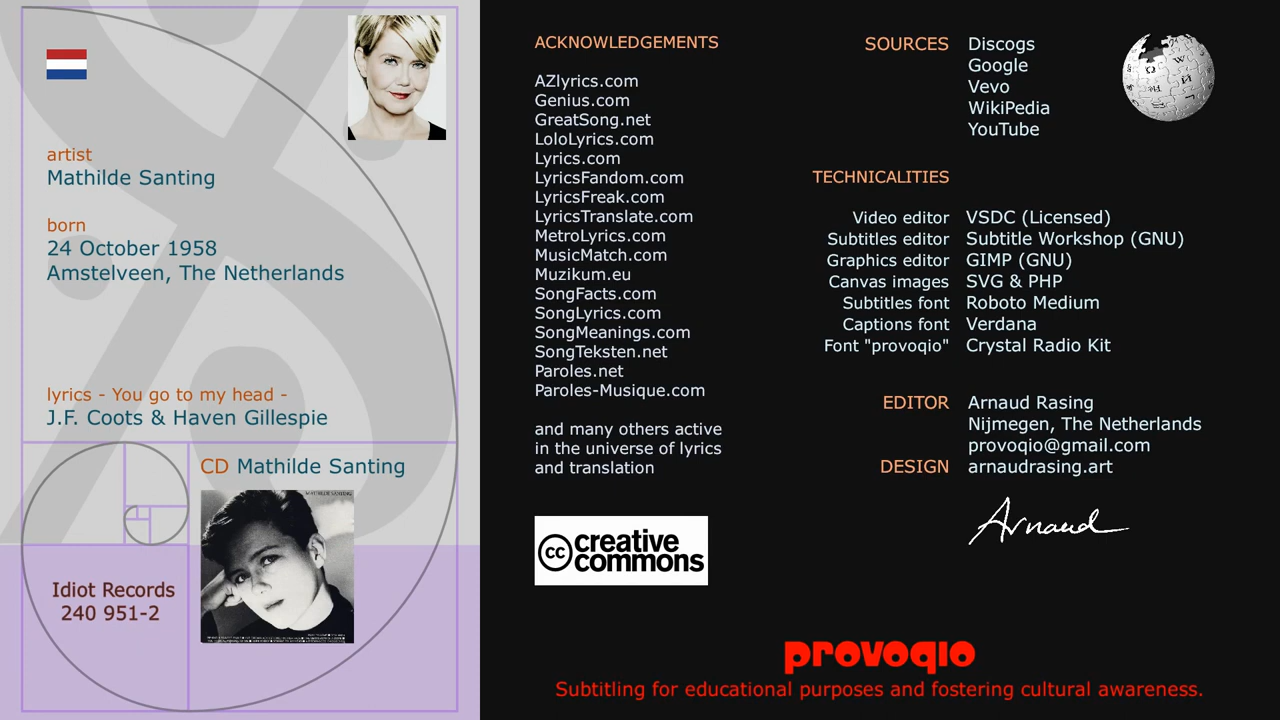 artist
Mathilde Santing
born
24 October 1958
Amstelveen, The Netherlands
lyrics - You go to my head -
J.F. Coots & Haven Gillespie
CD Mathilde Santing
MATHILDE SANTING
Idiot Records
240 951-2
ACKNOWLEDGEMENTS
AZlyrics.com
Genius.com
GreatSong.net
LoloLyrics.com
Lyrics.com
LyricsFandom.com
LyricsFreak.com
LyricsTranslate.com
MetroLyrics.com
MusicMatch.com
Muzikum.eu
SongFacts.com
SongLyrics.com
SongMeanings.com
SongTeksten.net
Paroles.net
Paroles-Musique.com
and many others active
in the universe of lyrics
and translation
cc creative
commons
SOURCES Discogs
Google
Vevo
WikiPedia
YouTube
TECHNICALITIES
Video editor VSDC (Licensed)
Subtitles editor Subtitle Workshop (GNU)
Graphics editor GIMP (GNU)
Canvas images SVG & PHP
Subtitles font Roboto Medium
Captions font Verdana
Font "provoqio" Crystal Radio Kit
EDITOR Arnaud Rasing
Nijmegen, The Netherlands
provoqio@gmail.com
DESIGN arnaudrasing.art
Arnaud
provoqio
Subtitling for educational purposes and fostering cultural awareness.